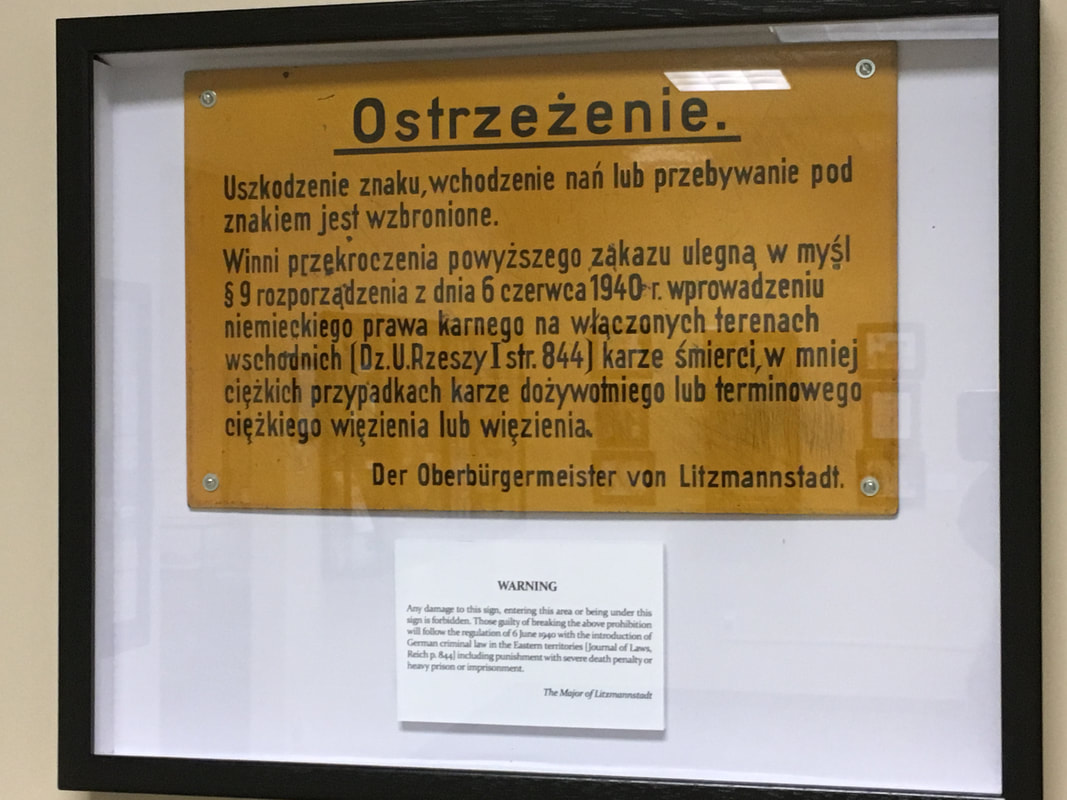 Ostrzeżenie.
Uszkodzenie znaku, wchodzenie nań lub przebywanie pod
znakiem jest wzbronione.
Winni przekroczenia powyższego zakazu ulegną w myśl
§ 9 rozporządzenia z dnia 6 czerwca 1940 r. wprowadzeniu
niemieckiego prawa karnego na włączonych terenach
wschodnich (Dz.U.Rzeszy I str. 844) karze śmierci, w mniej
ciężkich przypadkach karze dożywotniego lub terminowego
ciężkiego więzienia lub więzienia.
Der Oberbürgermeister von Litzmannstadt.
WARNING
Any damage to this sign, entering this area or being under this
sign is forbidden. Those guilty of breaking the above prohibition
will follow the regulation of 6 June 1940 with the introduction of
German criminal law in the Eastern territories [Journal of Laws,
Reich p. 844] including punishment with severe death penalty or
heavy prison or imprisonment.
The Major of Litzmannstadt